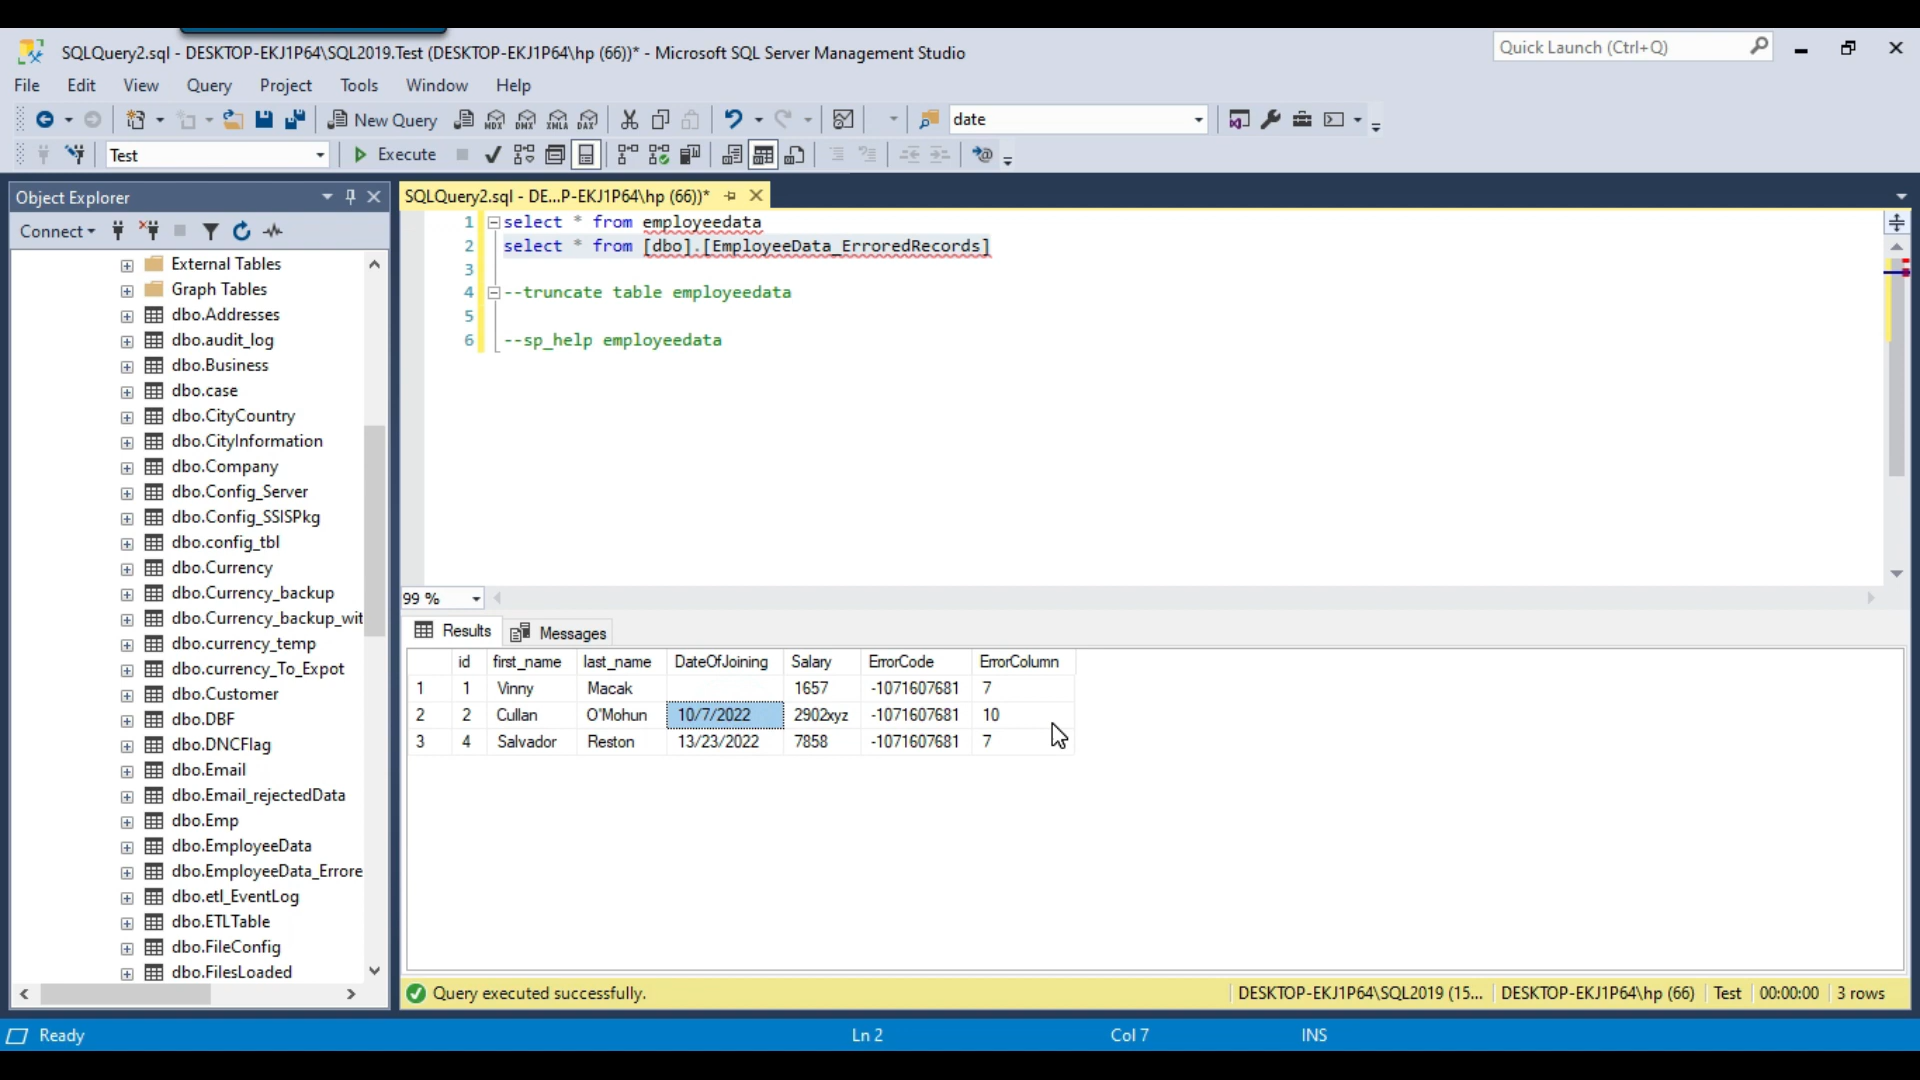 SQLQuery2.sql - DESKTOP-EKJ1P64\SQL2019.Test (DESKTOP-EKJ1P64\hp (66))* - Microsoft SQL Server Management Studio
Quick Launch (Ctrl+Q)
File Edit View Query Project Tools Window Help
New Query MDX DMX XMLA DAX date
Test Execute
Object Explorer
Connect
External Tables
Graph Tables
dbo.Addresses
dbo.audit_log
dbo.Business
dbo.case
dbo.CityCountry
dbo.CityInformation
dbo.Company
dbo.Config_Server
dbo.Config_SSISPkg
dbo.config_tbl
dbo.Currency
dbo.Currency_backup
dbo.Currency_backup_wit
dbo.currency_temp
dbo.currency_To_Expot
dbo.Customer
dbo.DBF
dbo.DNCFlag
dbo.Email
dbo.Email_rejectedData
dbo.Emp
dbo.EmployeeData
dbo.EmployeeData_Errore
dbo.etl_EventLog
dbo.ETLTable
dbo.FileConfig
dbo.FilesLoaded
SQLQuery2.sql - DE...P-EKJ1P64\hp (66))*
1 select * from employeedata
2 select * from [dbo].[EmployeeData_ErroredRecords]
3
4 --truncate table employeedata
5
6 --sp_help employeedata
99 %
Results Messages
id first_name last_name DateOfJoining Salary ErrorCode ErrorColumn
1 1 Vinny Macak 1657 -1071607681 7
2 2 Cullan O'Mohun 10/7/2022 2902xyz -1071607681 10
3 4 Salvador Reston 13/23/2022 7858 -1071607681 7
Query executed successfully. DESKTOP-EKJ1P64\SQL2019 (15... DESKTOP-EKJ1P64\hp (66) Test 00:00:00 3 rows
Ready Ln 2 Col 7 INS